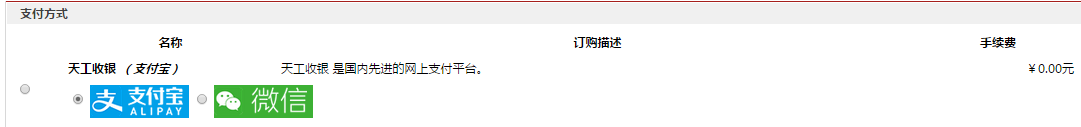 支付方式
名称 订购描述 手续费
天工收银 （支付宝） 天工收银 是国内先进的网上支付平台。 ￥0.00元
支付宝 微信
ALIPAY